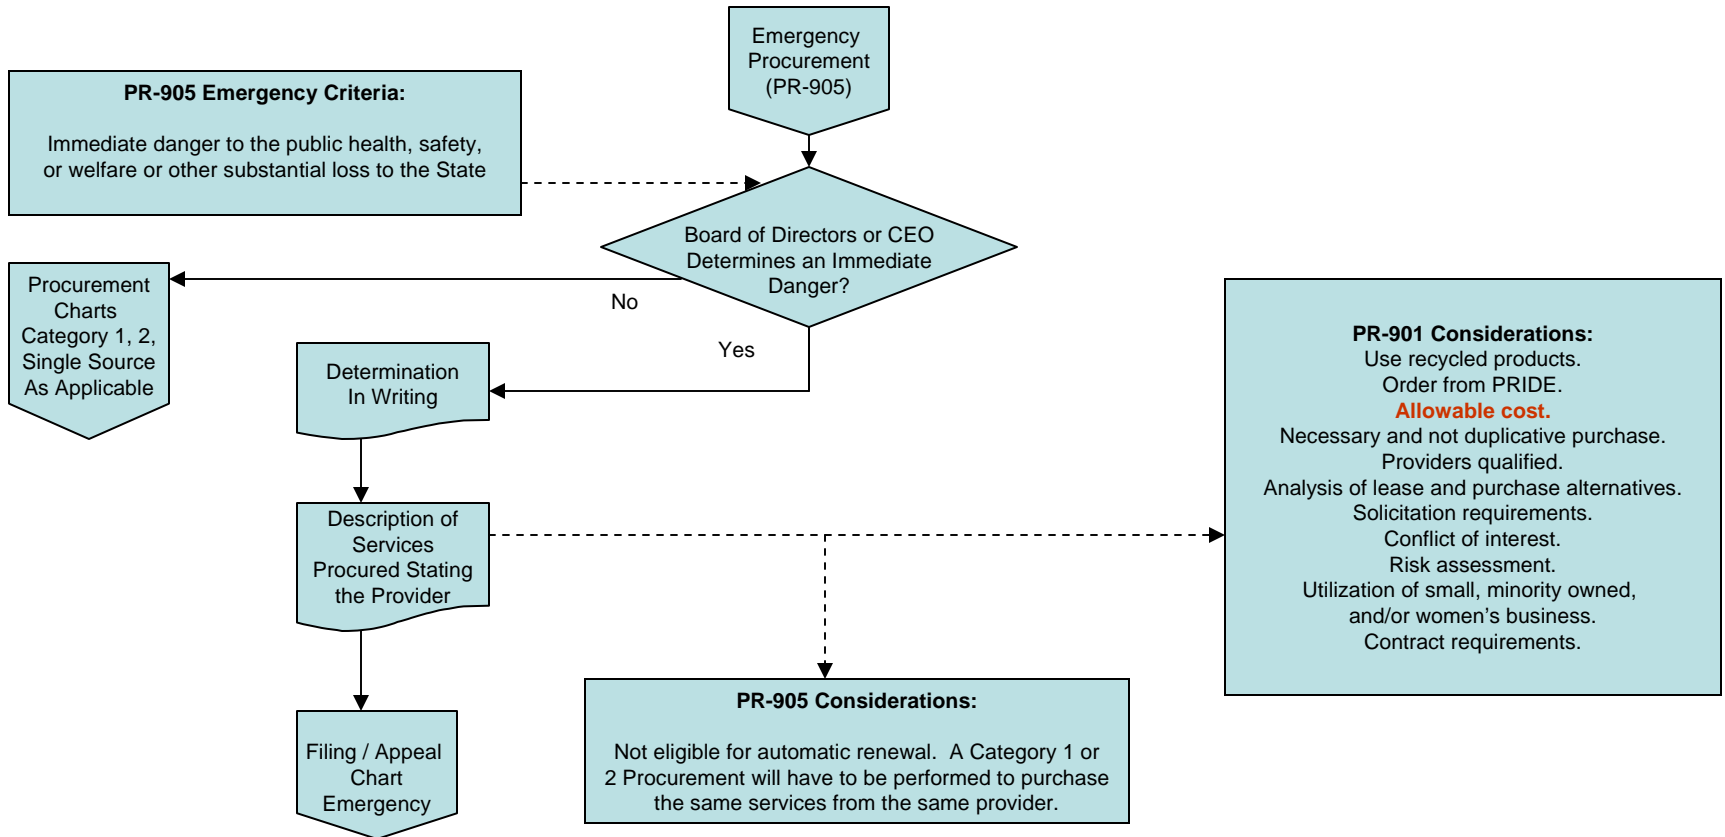 Emergency
Procurement
(PR-905)
PR-905 Emergency Criteria:
Immediate danger to the public health, safety,
or welfare or other substantial loss to the State
Board of Directors or CEO
Determines an Immediate
Danger?
No
Yes
Procurement
Charts
Category 1, 2,
Single Source
As Applicable
Determination
In Writing
Description of
Services
Procured Stating
the Provider
Filing / Appeal
Chart
Emergency
PR-905 Considerations:
Not eligible for automatic renewal. A Category 1 or
2 Procurement will have to be performed to purchase
the same services from the same provider.
PR-901 Considerations:
Use recycled products.
Order from PRIDE.
Allowable cost.
Necessary and not duplicative purchase.
Providers qualified.
Analysis of lease and purchase alternatives.
Solicitation requirements.
Conflict of interest.
Risk assessment.
Utilization of small, minority owned,
and/or women’s business.
Contract requirements.